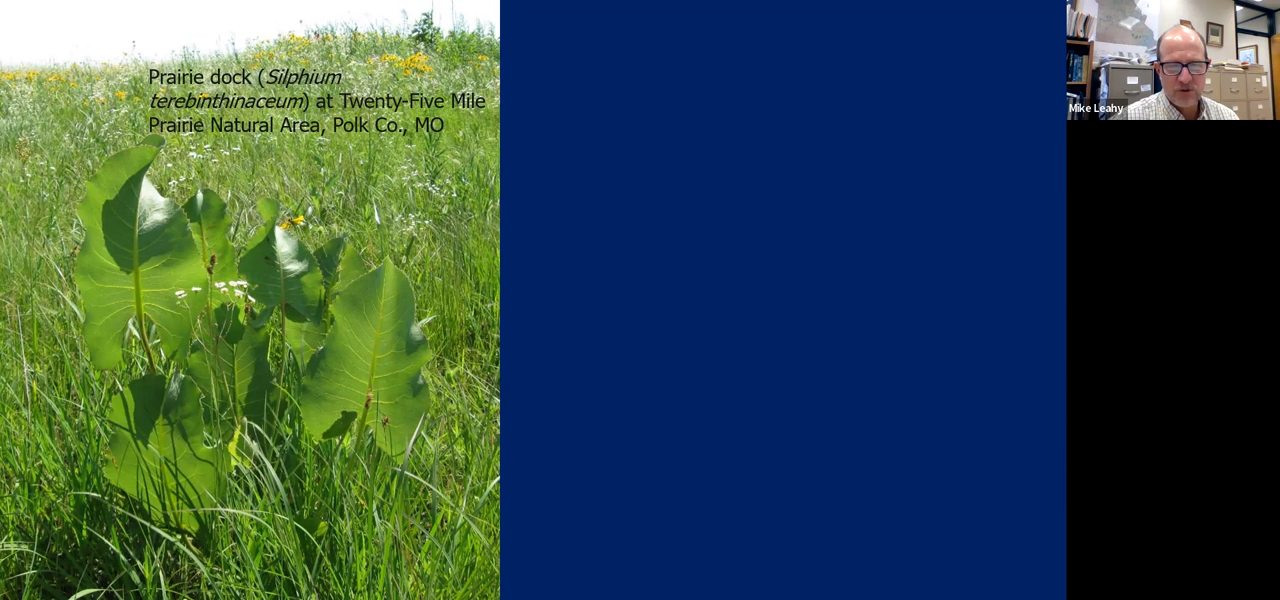 Prairie dock (Silphium
terebinthinaceum) at Twenty-Five Mile
Prairie Natural Area, Polk Co., MO
Mike Leahy